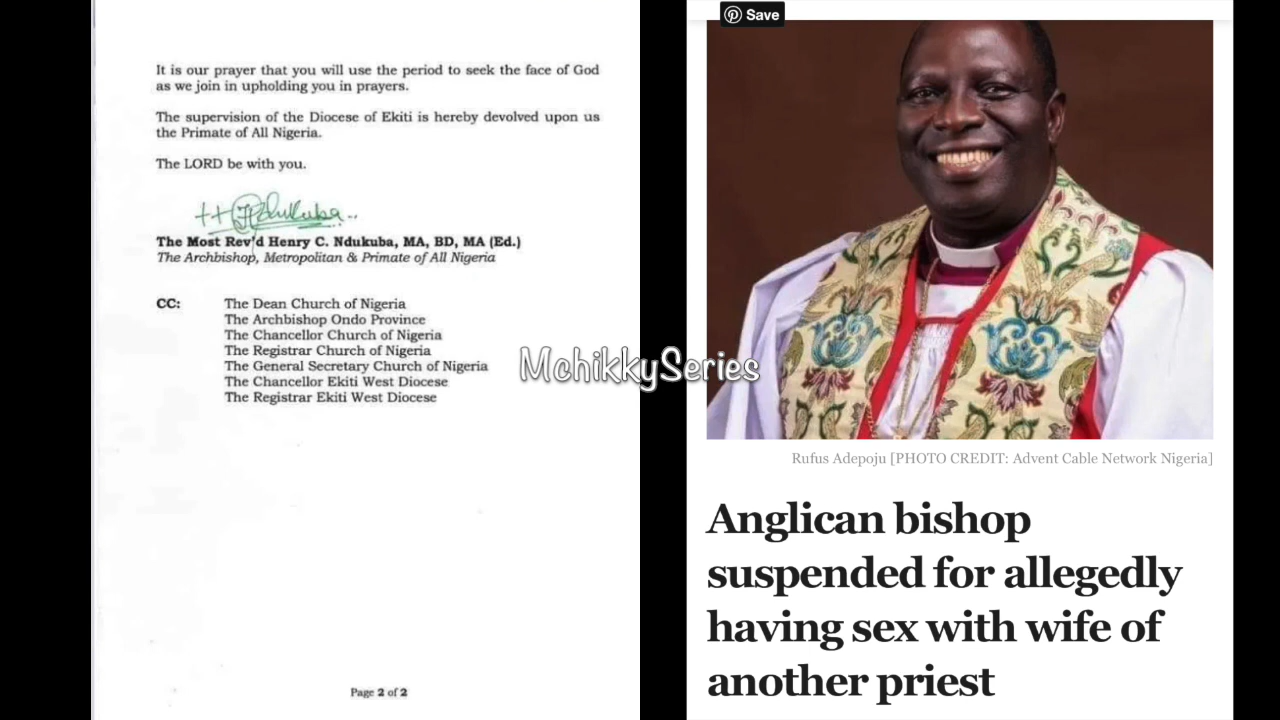 It is our prayer that you will use the period to seek the face of God
as we join in upholding you in prayers.
The supervision of the Diocese of Ekiti is hereby devolved upon us
the Primate of All Nigeria.
The LORD be with you.
The Most Rev'd Henry C. Ndukuba, MA, BD, MA (Ed.)
The Archbishop, Metropolitan & Primate of All Nigeria
CC: The Dean Church of Nigeria
The Archbishop Ondo Province
The Chancellor Church of Nigeria
The Registrar Church of Nigeria
The General Secretary Church of Nigeria
The Chancellor Ekiti West Diocese
The Registrar Ekiti West Diocese
Page 2 of 2
MchikkySeries
Save
Rufus Adepoju [PHOTO CREDIT: Advent Cable Network Nigeria]
Anglican bishop
suspended for allegedly
having sex with wife of
another priest